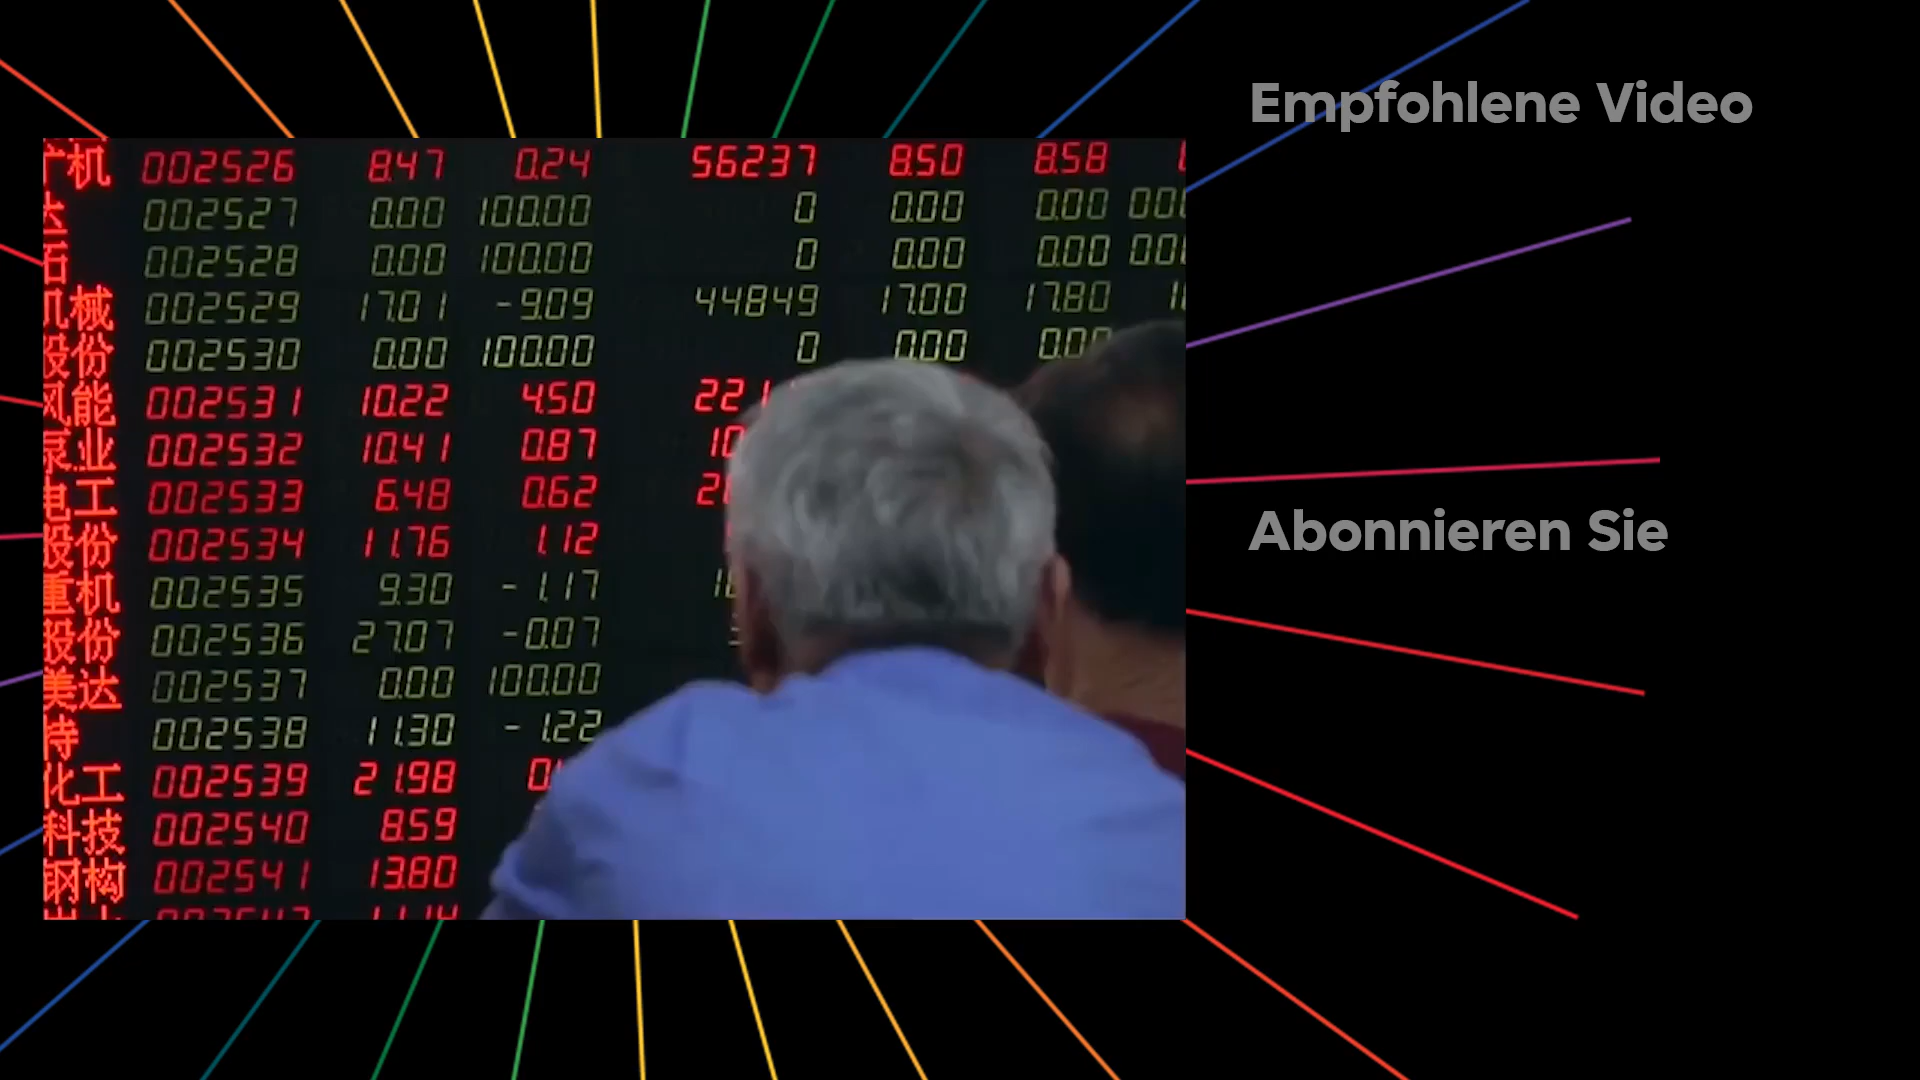 Empfohlene Video
机 002526 8.47 0.24 56237 8.50 8.58
达 002527 0.00 100.00 0 0.00 0.00
石 002528 0.00 100.00 0 0.00 0.00
机械 002529 17.01 -9.09 44849 17.00 17.80
股份 002530 0.00 100.00 0 0.00 0.00
风能 002531 10.22 4.50
泵业 002532 10.41 0.87
电工 002533 6.48 0.62
股份 002534 11.76 1.12
重机 002535 9.30 -1.17
股份 002536 27.07 -0.07
美达 002537 0.00 100.00
特 002538 11.30 -1.22
化工 002539 21.98
科技 002540 8.59
钢构 002541 13.80
Abonnieren Sie